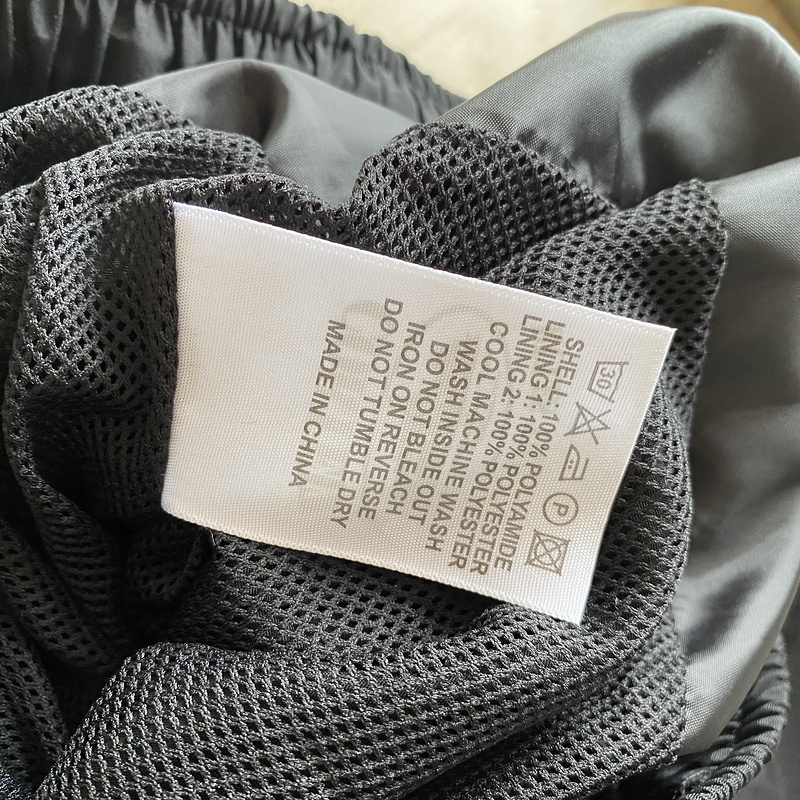 30 P
SHELL: 100% POLYAMIDE
LINING 1: 100% POLYESTER
LINING 2: 100% POLYESTER
COOL MACHINE WASH
WASH INSIDE OUT
DO NOT BLEACH
IRON ON REVERSE
DO NOT TUMBLE DRY
MADE IN CHINA